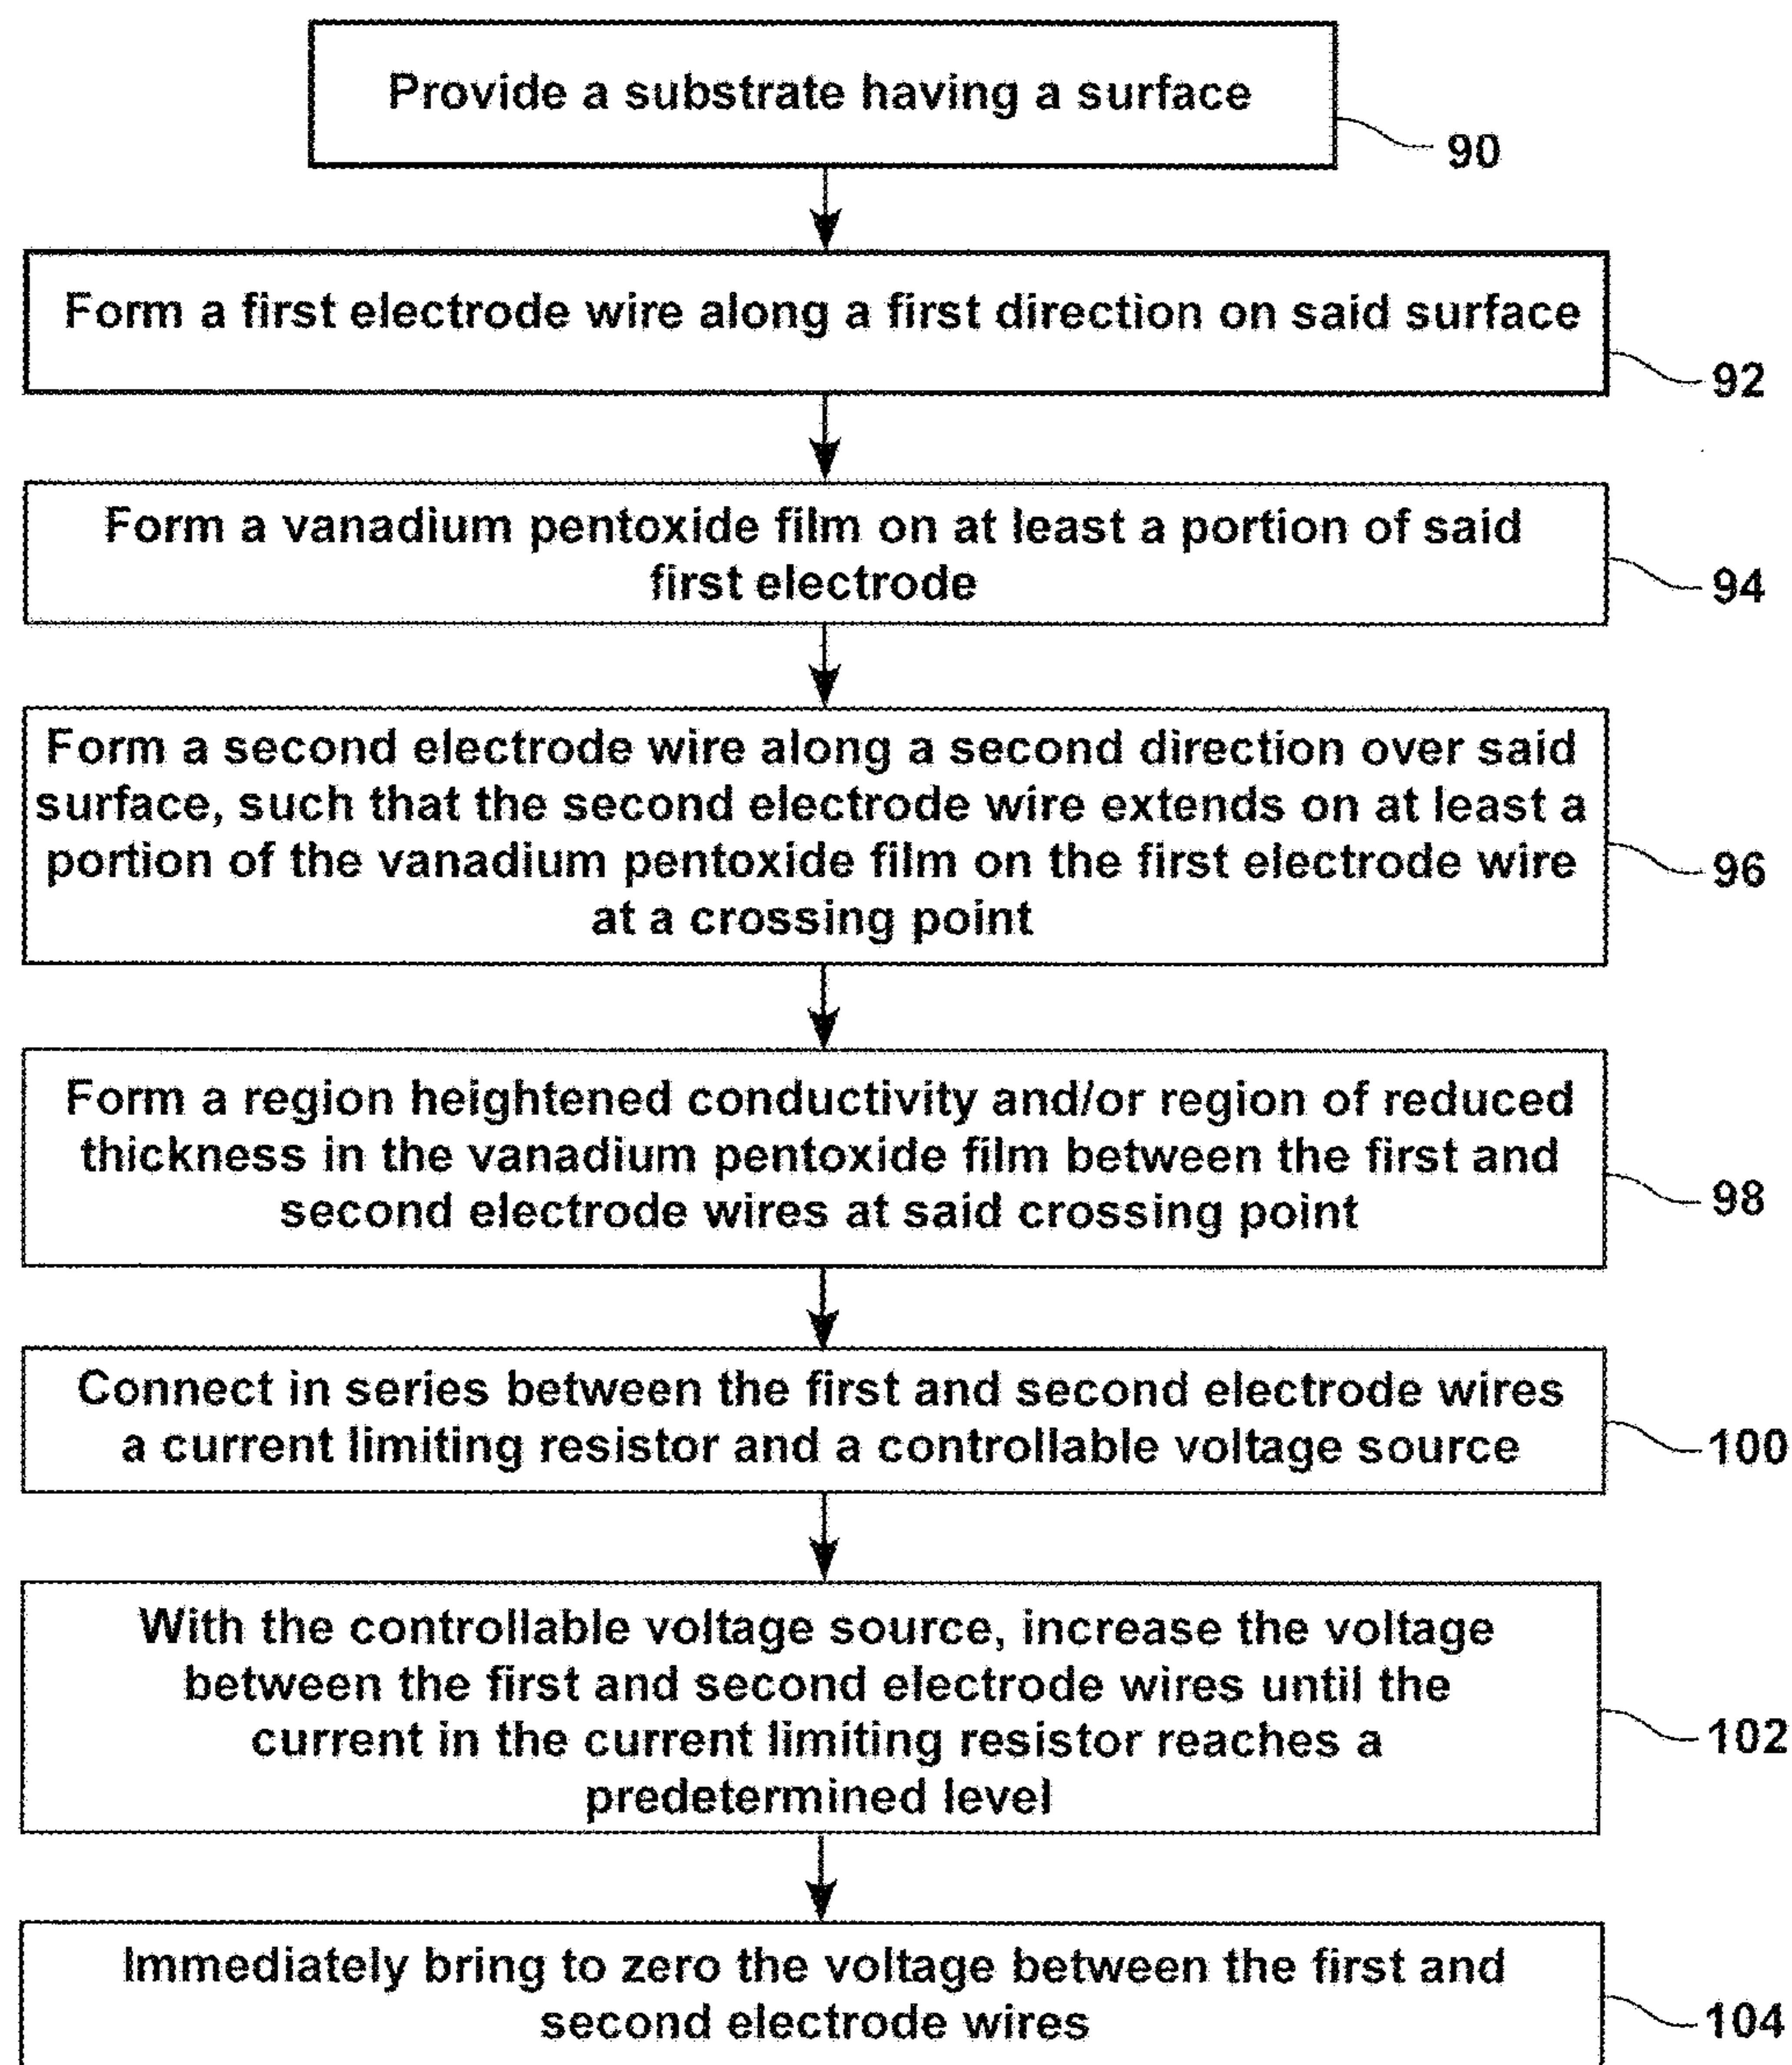 Provide a substrate having a surface
90
Form a first electrode wire along a first direction on said surface
92
Form a vanadium pentoxide film on at least a portion of said
first electrode
94
Form a second electrode wire along a second direction over said
surface, such that the second electrode wire extends on at least a
portion of the vanadium pentoxide film on the first electrode wire
at a crossing point
96
Form a region heightened conductivity and/or region of reduced
thickness in the vanadium pentoxide film between the first and
second electrode wires at said crossing point
98
Connect in series between the first and second electrode wires
a current limiting resistor and a controllable voltage source
100
With the controllable voltage source, increase the voltage
between the first and second electrode wires until the
current in the current limiting resistor reaches a
predetermined level
102
Immediately bring to zero the voltage between the first and
second electrode wires
104